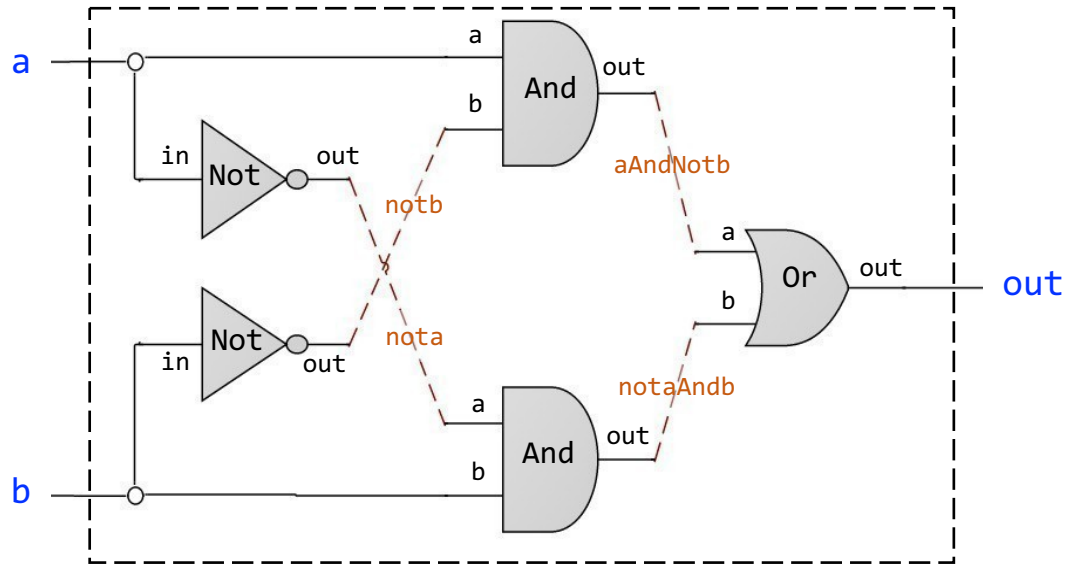 a
a
And
out
b
in
Not
out
aAndNotb
notb
a
Or
out
out
b
Not
in
out
nota
notaAndb
a
And
out
b
b